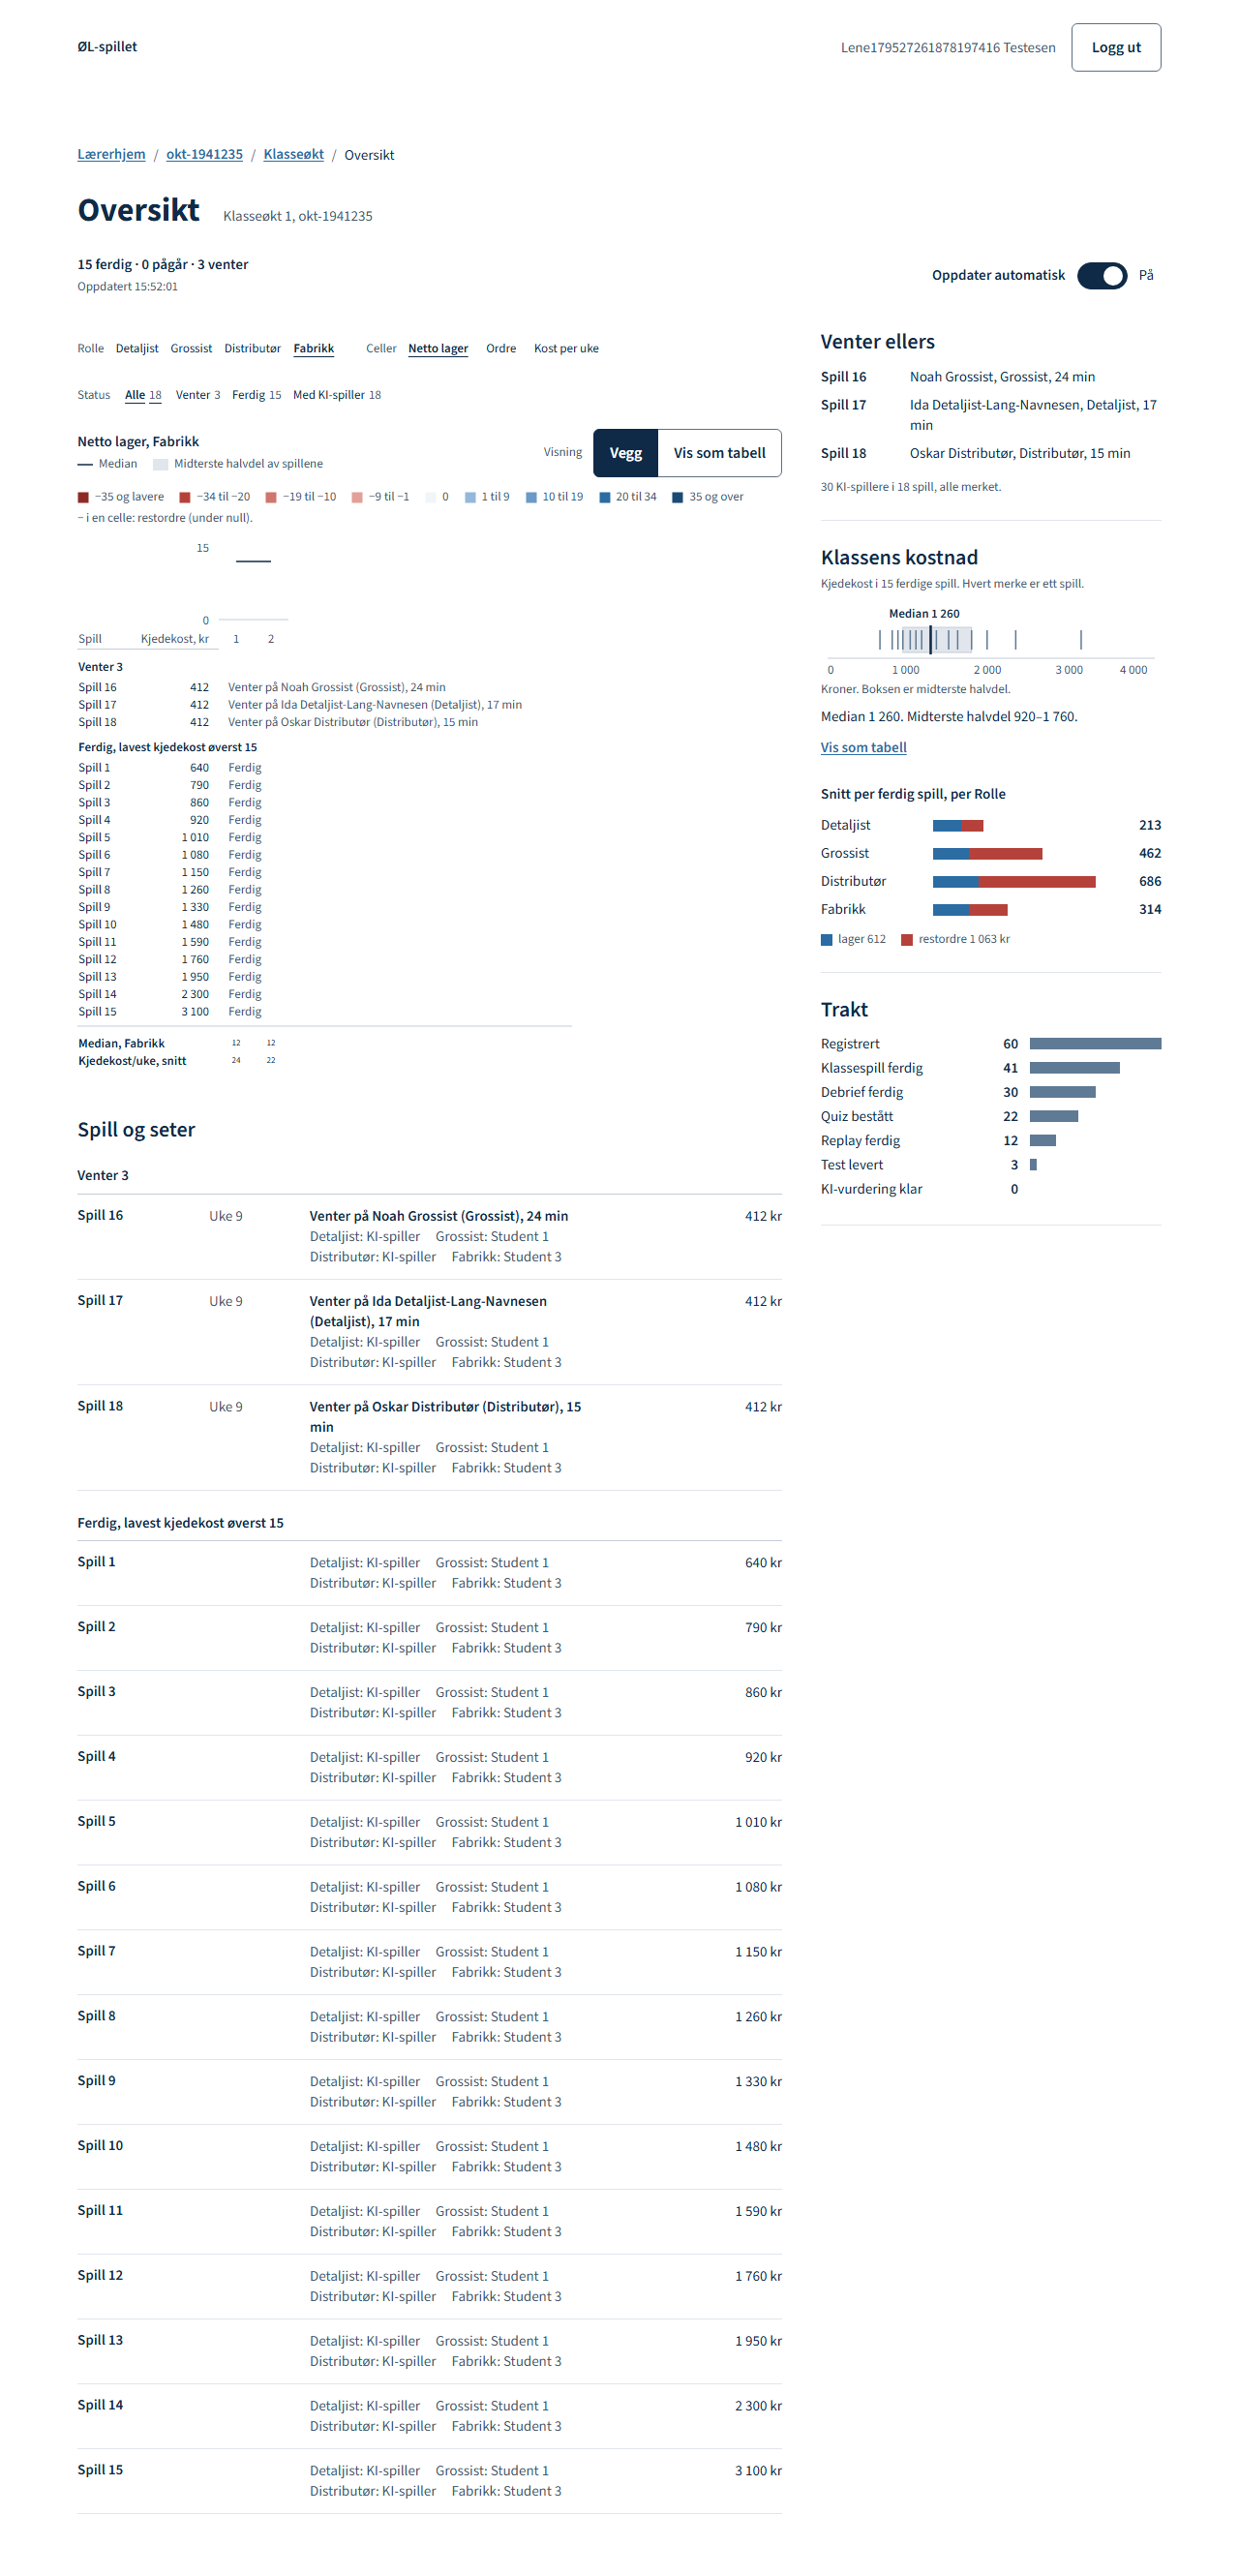 ØL-spillet
Lene179527261878197416 Testesen
Logg ut
Lærerhjem / okt-1941235 / Klasseøkt / Oversikt
Oversikt Klasseøkt 1, okt-1941235
15 ferdig · 0 pågår · 3 venter
Oppdatert 15:52:01
Oppdater automatisk På
Rolle Detaljist Grossist Distributør Fabrikk Celler Netto lager Ordre Kost per uke
Status Alle 18 Venter 3 Ferdig 15 Med KI-spiller 18
Netto lager, Fabrikk
Median Midterste halvdel av spillene
Visning Vegg Vis som tabell
−35 og lavere −34 til −20 −19 til −10 −9 til −1 0 1 til 9 10 til 19 20 til 34 35 og over
− i en celle: restordre (under null).
15
0
Spill Kjedekost, kr 1 2
Venter 3
Spill 16 412 Venter på Noah Grossist (Grossist), 24 min
Spill 17 412 Venter på Ida Detaljist-Lang-Navnesen (Detaljist), 17 min
Spill 18 412 Venter på Oskar Distributør (Distributør), 15 min
Ferdig, lavest kjedekost øverst 15
Spill 1 640 Ferdig
Spill 2 790 Ferdig
Spill 3 860 Ferdig
Spill 4 920 Ferdig
Spill 5 1 010 Ferdig
Spill 6 1 080 Ferdig
Spill 7 1 150 Ferdig
Spill 8 1 260 Ferdig
Spill 9 1 330 Ferdig
Spill 10 1 480 Ferdig
Spill 11 1 590 Ferdig
Spill 12 1 760 Ferdig
Spill 13 1 950 Ferdig
Spill 14 2 300 Ferdig
Spill 15 3 100 Ferdig
Median, Fabrikk 12 12
Kjedekost/uke, snitt 24 22
Spill og seter
Venter 3
Spill 16 Uke 9 Venter på Noah Grossist (Grossist), 24 min 412 kr
Detaljist: KI-spiller Grossist: Student 1
Distributør: KI-spiller Fabrikk: Student 3
Spill 17 Uke 9 Venter på Ida Detaljist-Lang-Navnesen 412 kr
(Detaljist), 17 min
Detaljist: KI-spiller Grossist: Student 1
Distributør: KI-spiller Fabrikk: Student 3
Spill 18 Uke 9 Venter på Oskar Distributør (Distributør), 15 412 kr
min
Detaljist: KI-spiller Grossist: Student 1
Distributør: KI-spiller Fabrikk: Student 3
Ferdig, lavest kjedekost øverst 15
Spill 1 Detaljist: KI-spiller Grossist: Student 1 640 kr
Distributør: KI-spiller Fabrikk: Student 3
Spill 2 Detaljist: KI-spiller Grossist: Student 1 790 kr
Distributør: KI-spiller Fabrikk: Student 3
Spill 3 Detaljist: KI-spiller Grossist: Student 1 860 kr
Distributør: KI-spiller Fabrikk: Student 3
Spill 4 Detaljist: KI-spiller Grossist: Student 1 920 kr
Distributør: KI-spiller Fabrikk: Student 3
Spill 5 Detaljist: KI-spiller Grossist: Student 1 1 010 kr
Distributør: KI-spiller Fabrikk: Student 3
Spill 6 Detaljist: KI-spiller Grossist: Student 1 1 080 kr
Distributør: KI-spiller Fabrikk: Student 3
Spill 7 Detaljist: KI-spiller Grossist: Student 1 1 150 kr
Distributør: KI-spiller Fabrikk: Student 3
Spill 8 Detaljist: KI-spiller Grossist: Student 1 1 260 kr
Distributør: KI-spiller Fabrikk: Student 3
Spill 9 Detaljist: KI-spiller Grossist: Student 1 1 330 kr
Distributør: KI-spiller Fabrikk: Student 3
Spill 10 Detaljist: KI-spiller Grossist: Student 1 1 480 kr
Distributør: KI-spiller Fabrikk: Student 3
Spill 11 Detaljist: KI-spiller Grossist: Student 1 1 590 kr
Distributør: KI-spiller Fabrikk: Student 3
Spill 12 Detaljist: KI-spiller Grossist: Student 1 1 760 kr
Distributør: KI-spiller Fabrikk: Student 3
Spill 13 Detaljist: KI-spiller Grossist: Student 1 1 950 kr
Distributør: KI-spiller Fabrikk: Student 3
Spill 14 Detaljist: KI-spiller Grossist: Student 1 2 300 kr
Distributør: KI-spiller Fabrikk: Student 3
Spill 15 Detaljist: KI-spiller Grossist: Student 1 3 100 kr
Distributør: KI-spiller Fabrikk: Student 3
Venter ellers
Spill 16 Noah Grossist, Grossist, 24 min
Spill 17 Ida Detaljist-Lang-Navnesen, Detaljist, 17
min
Spill 18 Oskar Distributør, Distributør, 15 min
30 KI-spillere i 18 spill, alle merket.
Klassens kostnad
Kjedekost i 15 ferdige spill. Hvert merke er ett spill.
Median 1 260
0 1 000 2 000 3 000 4 000
Kroner. Boksen er midterste halvdel.
Median 1 260. Midterste halvdel 920–1 760.
Vis som tabell
Snitt per ferdig spill, per Rolle
Detaljist 213
Grossist 462
Distributør 686
Fabrikk 314
lager 612 restordre 1 063 kr
Trakt
Registrert 60
Klassespill ferdig 41
Debrief ferdig 30
Quiz bestått 22
Replay ferdig 12
Test levert 3
KI-vurdering klar 0